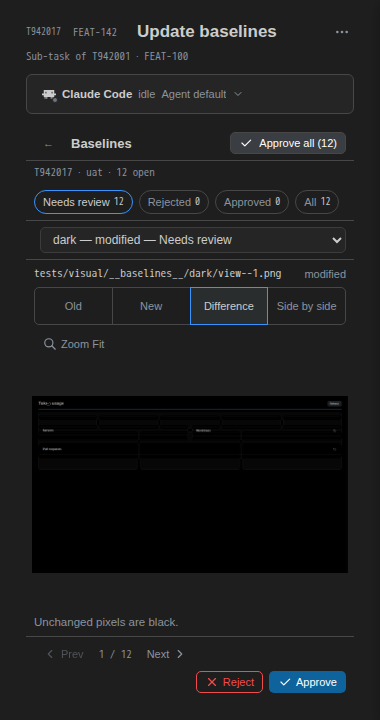 T942017 FEAT-142 Update baselines ···
Sub-task of T942001 · FEAT-100
Claude Code idle Agent default
← Baselines Approve all (12)
T942017 · uat · 12 open
Needs review 12 Rejected 0 Approved 0 All 12
dark — modified — Needs review
tests/visual/__baselines__/dark/view--1.png modified
Old New Difference Side by side
Zoom Fit
Unchanged pixels are black.
Prev 1 / 12 Next
Reject Approve